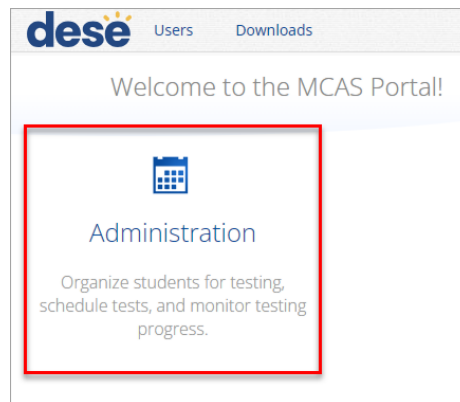 dese Users Downloads
Welcome to the MCAS Portal!
Administration
Organize students for testing,
schedule tests, and monitor testing
progress.